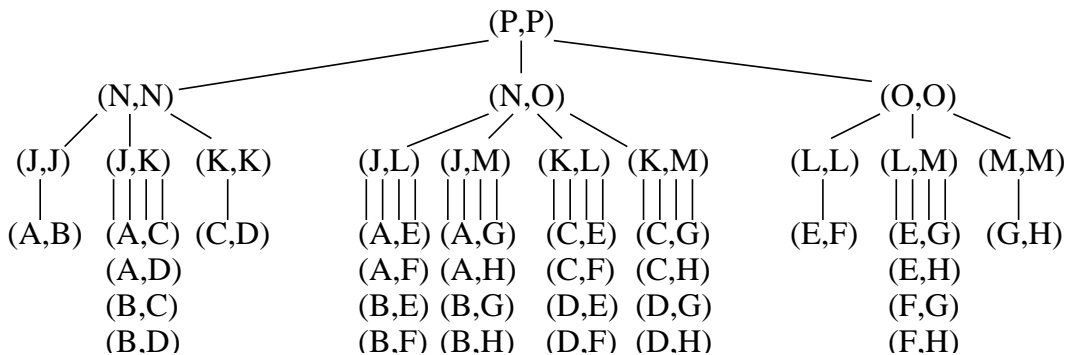 (P,P)
(N,N) (N,O) (O,O)
(J,J) (J,K) (K,K) (J,L) (J,M) (K,L) (K,M) (L,L) (L,M) (M,M)
(A,B) (A,C) (C,D) (A,E) (A,G) (C,E) (C,G) (E,F) (E,G) (G,H)
(A,D) (A,F) (A,H) (C,F) (C,H) (E,H)
(B,C) (B,E) (B,G) (D,E) (D,G) (F,G)
(B,D) (B,F) (B,H) (D,F) (D,H) (F,H)